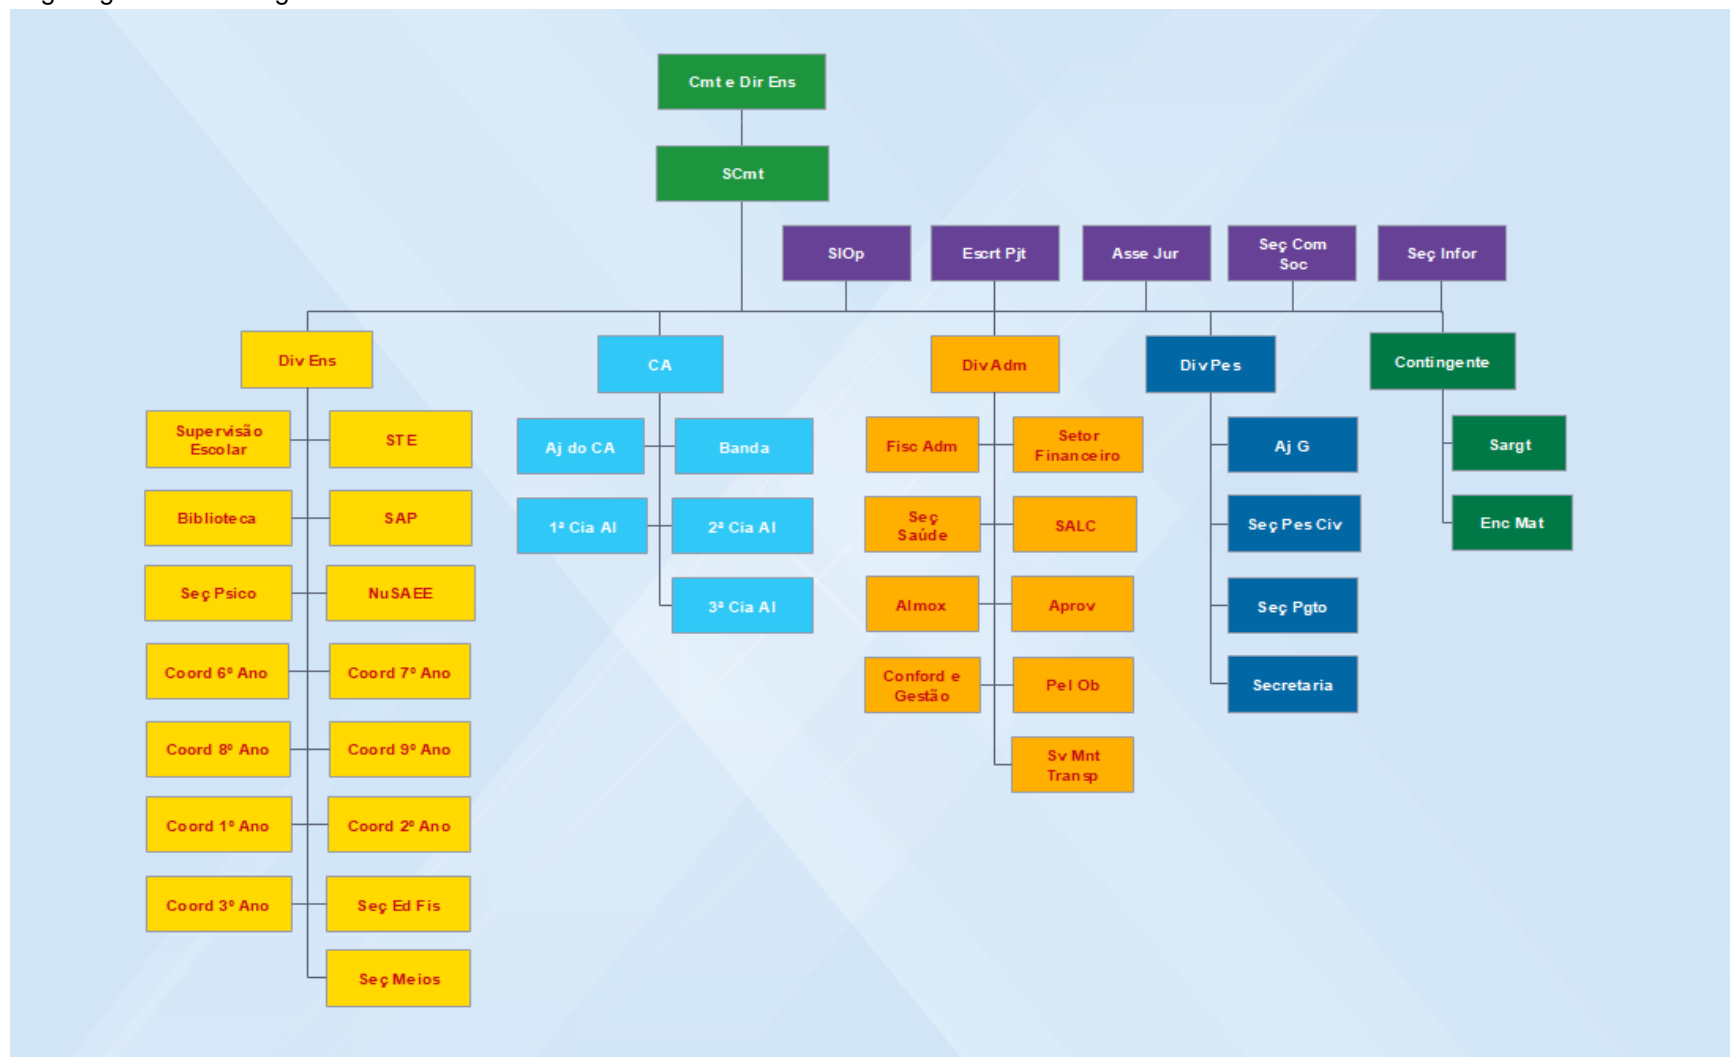 Cmt e Dir Ens
SCmt
SIOp
Escrt Pjt
Asse Jur
Seç Com
Soc
Seç Infor
Div Ens
CA
Div Adm
Div Pes
Contingente
Supervisão
Escolar
STE
Aj do CA
Banda
Fisc Adm
Setor
Financeiro
Aj G
Sargt
Biblioteca
SAP
1ª Cia Al
2ª Cia Al
Seç
Saúde
SALC
Seç Pes Civ
Enc Mat
Seç Psico
NuSAEE
3ª Cia Al
Almox
Aprov
Seç Pgto
Coord 6º Ano
Coord 7º Ano
Conford e
Gestão
Pel Ob
Secretaria
Coord 8º Ano
Coord 9º Ano
Sv Mnt
Transp
Coord 1º Ano
Coord 2º Ano
Coord 3º Ano
Seç Ed Fis
Seç Meios